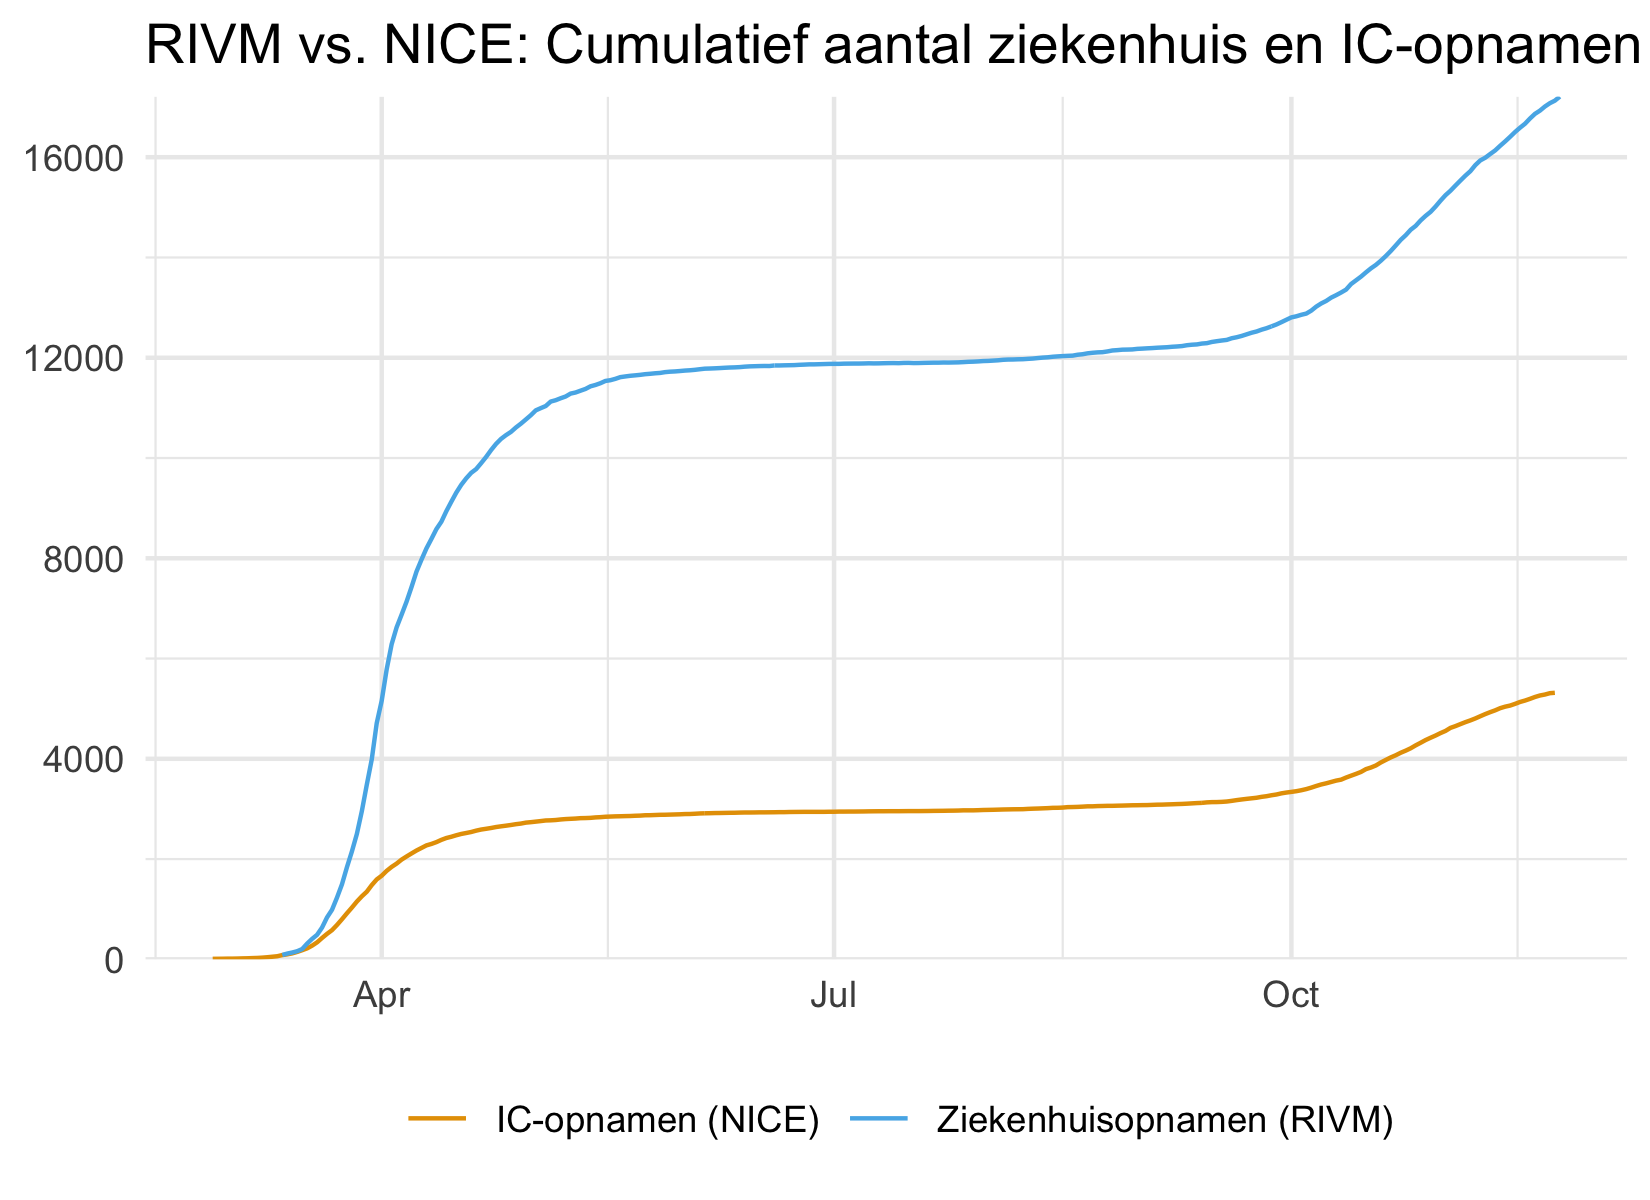 RIVM vs. NICE: Cumulatief aantal ziekenhuis en IC-opnamen
16000
12000
8000
4000
0
Apr Jul Oct
IC-opnamen (NICE) Ziekenhuisopnamen (RIVM)